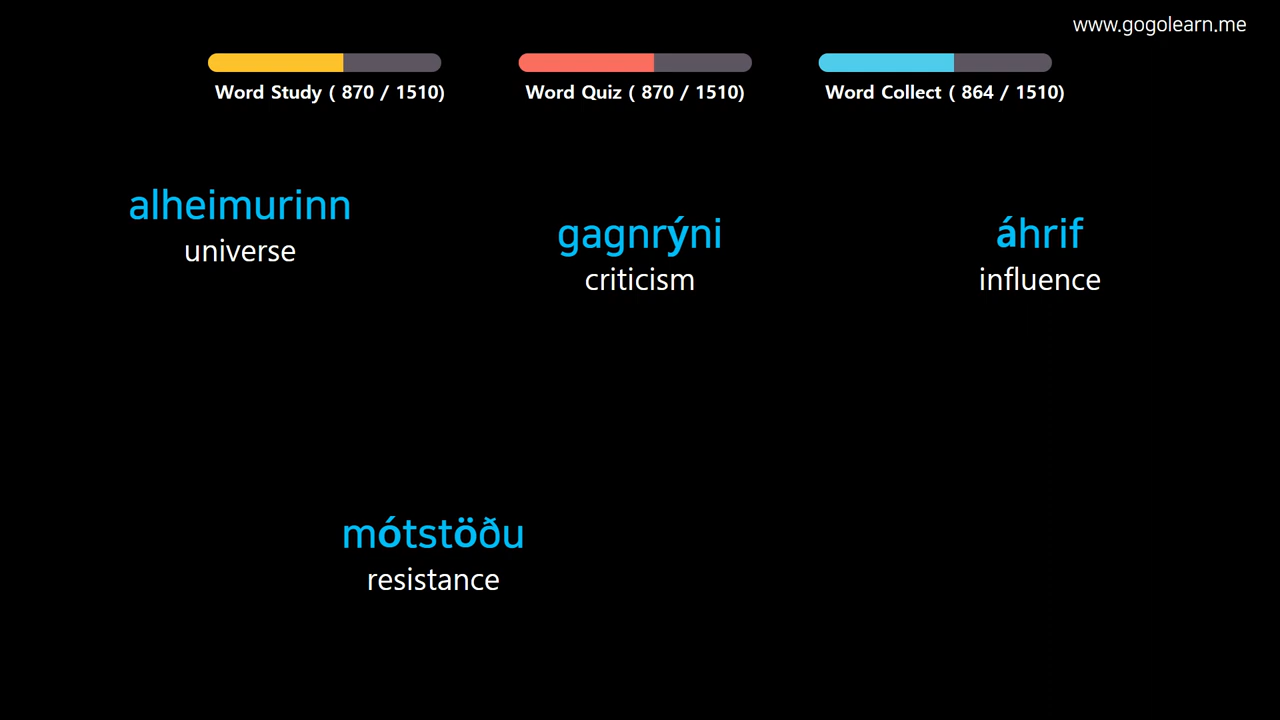 www.gogolearn.me
Word Study ( 870 / 1510)
Word Quiz ( 870 / 1510)
Word Collect ( 864 / 1510)
alheimurinn
universe
gagnrýni
criticism
áhrif
influence
mótstöðu
resistance